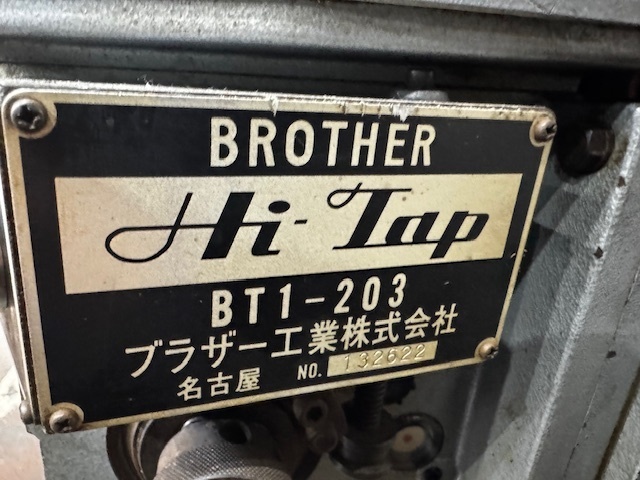 BROTHER
Hi-Tap
BT1-203
ブラザー工業株式会社
名古屋 NO. 132622